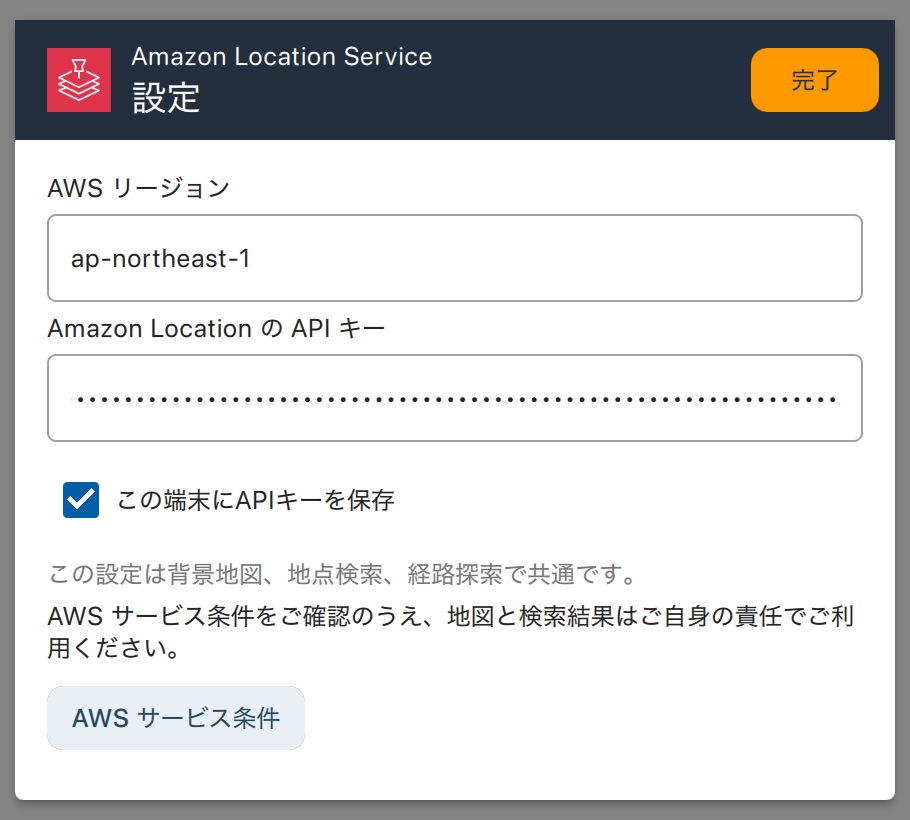 Amazon Location Service
設定
完了
AWS リージョン
ap-northeast-1
Amazon Location の API キー
この端末にAPIキーを保存
この設定は背景地図、地点検索、経路探索で共通です。
AWS サービス条件をご確認のうえ、地図と検索結果はご自身の責任でご利
用ください。
AWS サービス条件